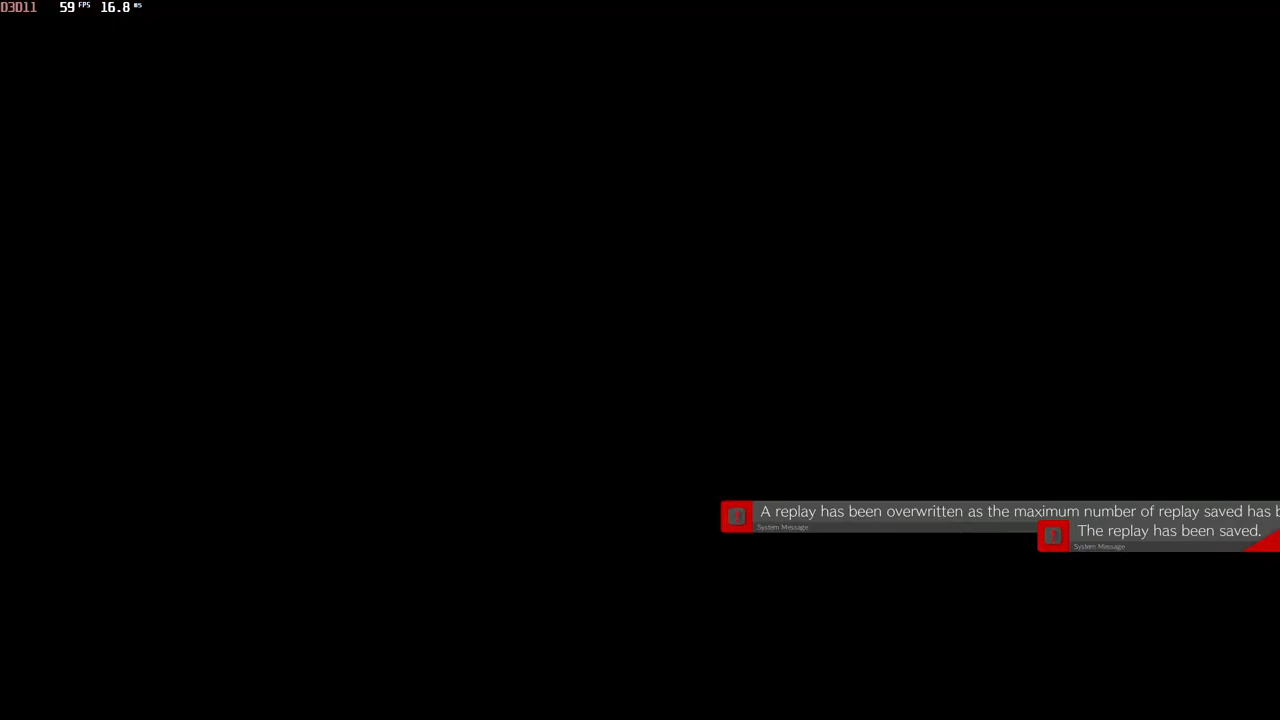 D3D11 59 FPS 16.8 ms
A replay has been overwritten as the maximum number of replay saved has b
System Message
The replay has been saved.
System Message